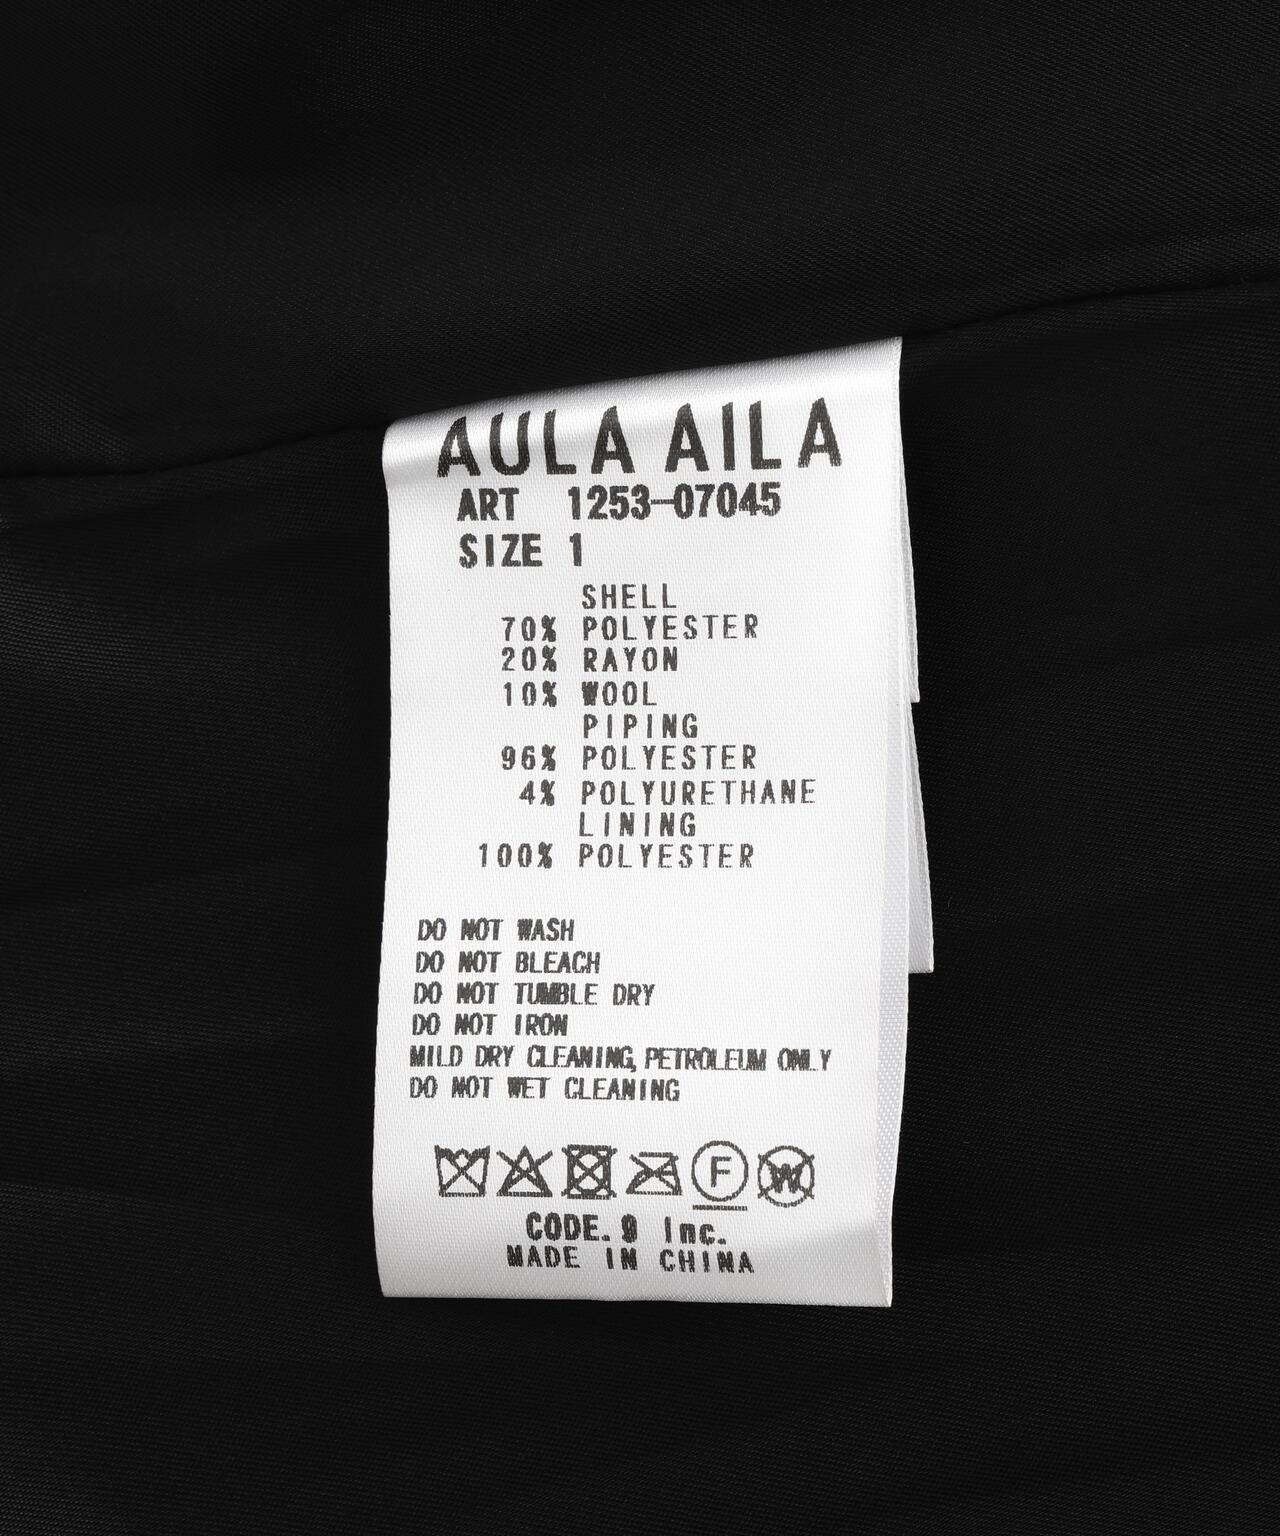 AULA AILA
ART 1253-07045
SIZE 1
SHELL
70% POLYESTER
20% RAYON
10% WOOL
PIPING
96% POLYESTER
4% POLYURETHANE
LINING
100% POLYESTER
DO NOT WASH
DO NOT BLEACH
DO NOT TUMBLE DRY
DO NOT IRON
MILD DRY CLEANING, PETROLEUM ONLY
DO NOT WET CLEANING
F W
CODE. 9 Inc.
MADE IN CHINA